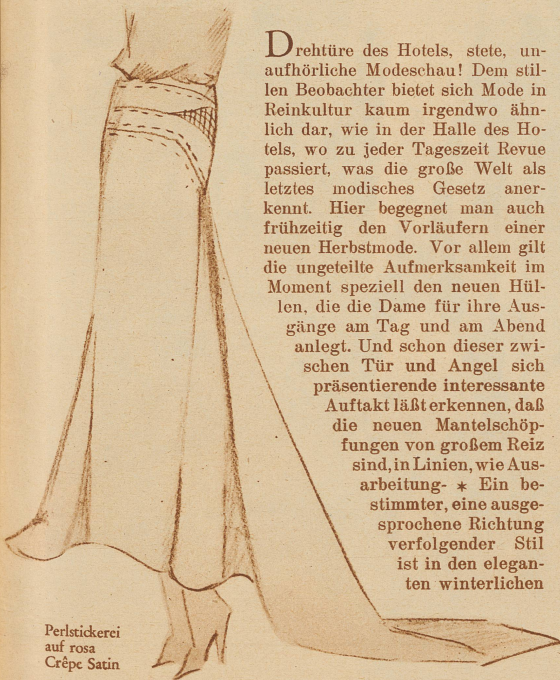 Drehtüre des Hotels, stete, un-
aufhörliche Modeschau! Dem stil-
len Beobachter bietet sich Mode in
Reinkultur kaum irgendwo ähn-
lich dar, wie in der Halle des Ho-
tels, wo zu jeder Tageszeit Revue
passiert, was die große Welt als
letztes modisches Gesetz aner-
kennt. Hier begegnet man auch
frühzeitig den Vorläufern einer
neuen Herbstmode. Vor allem gilt
die ungeteilte Aufmerksamkeit im
Moment speziell den neuen Hül-
len, die die Dame für ihre Aus-
gänge am Tag und am Abend
anlegt. Und schon dieser zwi-
schen Tür und Angel sich
präsentierende interessante
Auftakt läßt erkennen, daß
die neuen Mantelschöp-
fungen von großem Reiz
sind, in Linien, wie Aus-
arbeitung- ✶ Ein be-
stimmter, eine ausge-
sprochene Richtung
verfolgender Stil
ist in den elegan-
ten winterlichen
Perlstickerei
auf rosa
Crêpe Satin